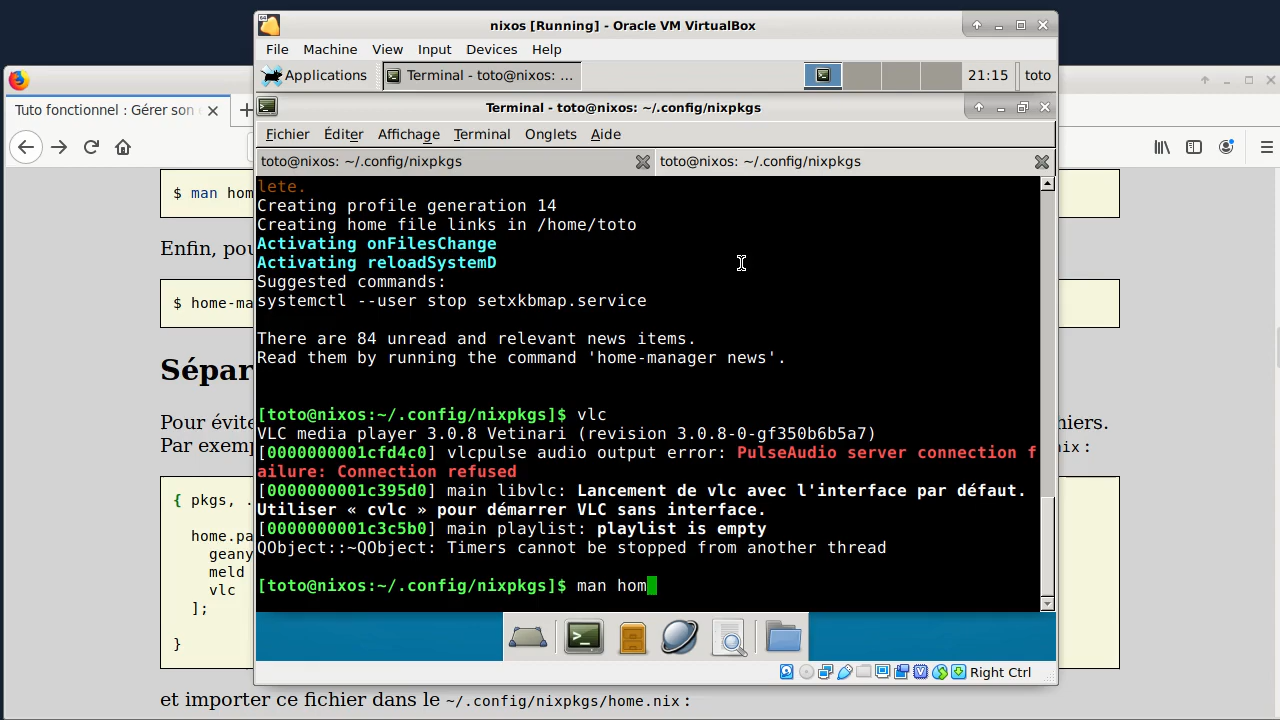 nixos [Running] - Oracle VM VirtualBox
File Machine View Input Devices Help
Applications Terminal - toto@nixos: ... 21:15 toto
Terminal - toto@nixos: ~/.config/nixpkgs
Fichier Éditer Affichage Terminal Onglets Aide
toto@nixos: ~/.config/nixpkgs toto@nixos: ~/.config/nixpkgs
lete.
Creating profile generation 14
Creating home file links in /home/toto
Activating onFilesChange
Activating reloadSystemD
Suggested commands:
systemctl --user stop setxkbmap.service
There are 84 unread and relevant news items.
Read them by running the command 'home-manager news'.
[toto@nixos:~/.config/nixpkgs]$ vlc
VLC media player 3.0.8 Vetinari (revision 3.0.8-0-gf350b6b5a7)
[0000000001cfd4c0] vlcpulse audio output error: PulseAudio server connection f
ailure: Connection refused
[0000000001c395d0] main libvlc: Lancement de vlc avec l'interface par défaut.
Utiliser « cvlc » pour démarrer VLC sans interface.
[0000000001c3c5b0] main playlist: playlist is empty
QObject::~QObject: Timers cannot be stopped from another thread
[toto@nixos:~/.config/nixpkgs]$ man hom
Right Ctrl
Tuto fonctionnel : Gérer son
$ man hom
Enfin, pou
$ home-ma
Sépar
Pour évite
hiers.
Par exemp
nix :
{ pkgs, .
home.pa
geany
meld
vlc
];
}
et importer ce fichier dans le ~/.config/nixpkgs/home.nix :